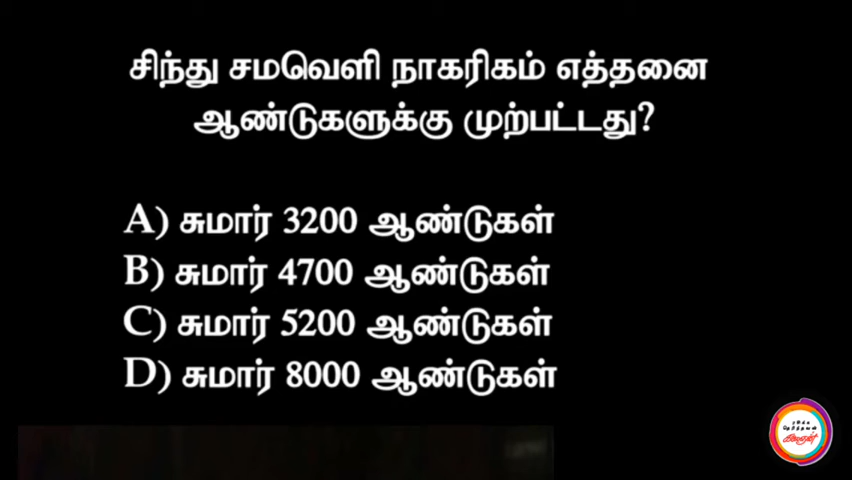 சிந்து சமவெளி நாகரிகம் எத்தனை
ஆண்டுகளுக்கு முற்பட்டது?
A) சுமார் 3200 ஆண்டுகள்
B) சுமார் 4700 ஆண்டுகள்
C) சுமார் 5200 ஆண்டுகள்
D) சுமார் 8000 ஆண்டுகள்